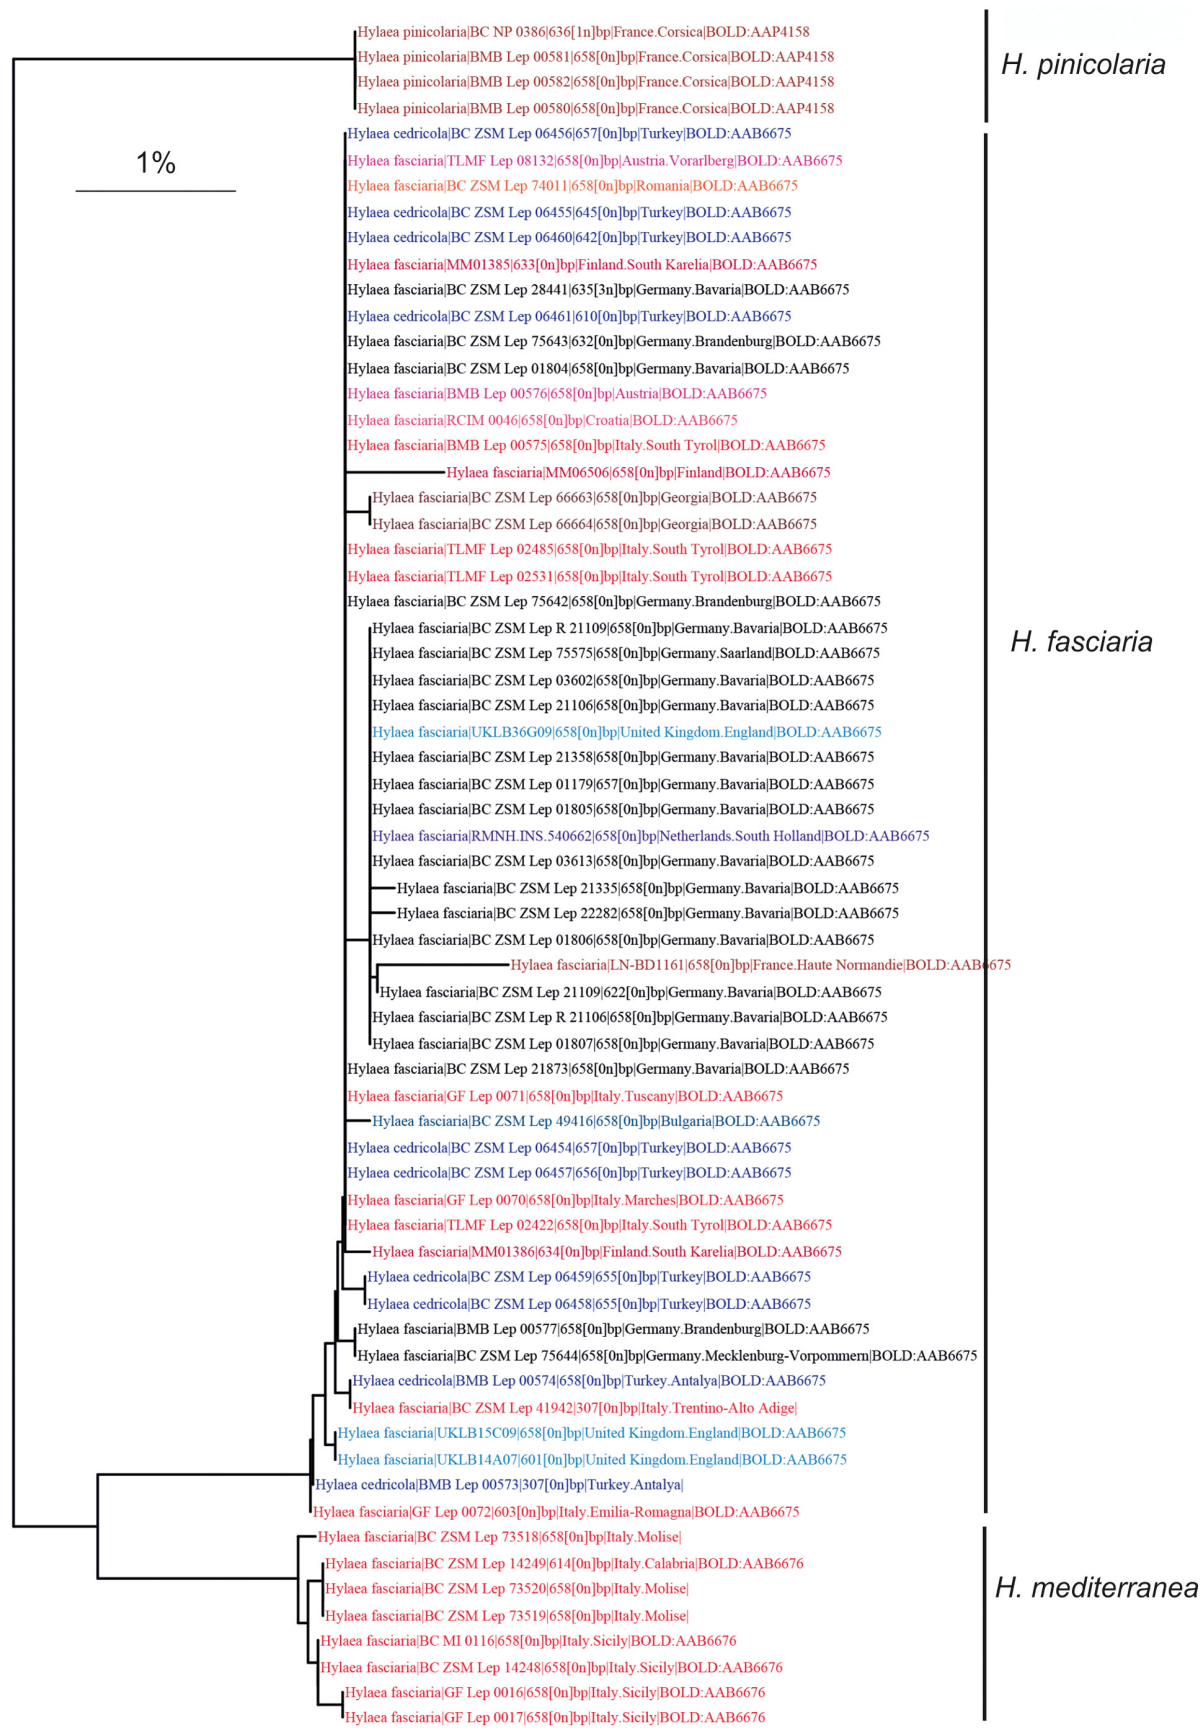 Hylaea pinicolaria|BC NP 0386|636[1n]bp|France.Corsica|BOLD:AAP4158
Hylaea pinicolaria|BMB Lep 00581|658[0n]bp|France.Corsica|BOLD:AAP4158
H. pinicolaria
Hylaea pinicolaria|BMB Lep 00582|658[0n]bp|France.Corsica|BOLD:AAP4158
Hylaea pinicolaria|BMB Lep 00580|658[0n]bp|France.Corsica|BOLD:AAP4158
Hylaea cedricola|BC ZSM Lep 06456|657[0n]bp|Turkey|BOLD:AAB6675
1%
Hylaea fasciaria|TLMF Lep 08132|658[0n]bp|Austria.Vorarlberg|BOLD:AAB6675
Hylaea fasciaria|BC ZSM Lep 74011|658[0n]bp|Romania|BOLD:AAB6675
Hylaea cedricola|BC ZSM Lep 06455|645[0n]bp|Turkey|BOLD:AAB6675
Hylaea cedricola|BC ZSM Lep 06460|642[0n]bp|Turkey|BOLD:AAB6675
Hylaea fasciaria|MM01385|633[0n]bp|Finland.South Karelia|BOLD:AAB6675
Hylaea fasciaria|BC ZSM Lep 28441|635[3n]bp|Germany.Bavaria|BOLD:AAB6675
Hylaea cedricola|BC ZSM Lep 06461|610[0n]bp|Turkey|BOLD:AAB6675
Hylaea fasciaria|BC ZSM Lep 75643|632[0n]bp|Germany.Brandenburg|BOLD:AAB6675
Hylaea fasciaria|BC ZSM Lep 01804|658[0n]bp|Germany.Bavaria|BOLD:AAB6675
Hylaea fasciaria|BMB Lep 00576|658[0n]bp|Austria|BOLD:AAB6675
Hylaea fasciaria|RCIM 0046|658[0n]bp|Croatia|BOLD:AAB6675
Hylaea fasciaria|BMB Lep 00575|658[0n]bp|Italy.South Tyrol|BOLD:AAB6675
Hylaea fasciaria|MM06506|658[0n]bp|Finland|BOLD:AAB6675
Hylaea fasciaria|BC ZSM Lep 66663|658[0n]bp|Georgia|BOLD:AAB6675
Hylaea fasciaria|BC ZSM Lep 66664|658[0n]bp|Georgia|BOLD:AAB6675
Hylaea fasciaria|TLMF Lep 02485|658[0n]bp|Italy.South Tyrol|BOLD:AAB6675
Hylaea fasciaria|TLMF Lep 02531|658[0n]bp|Italy.South Tyrol|BOLD:AAB6675
Hylaea fasciaria|BC ZSM Lep 75642|658[0n]bp|Germany.Brandenburg|BOLD:AAB6675
Hylaea fasciaria|BC ZSM Lep R 21109|658[0n]bp|Germany.Bavaria|BOLD:AAB6675
H. fasciaria
Hylaea fasciaria|BC ZSM Lep 75575|658[0n]bp|Germany.Saarland|BOLD:AAB6675
Hylaea fasciaria|BC ZSM Lep 03602|658[0n]bp|Germany.Bavaria|BOLD:AAB6675
Hylaea fasciaria|BC ZSM Lep 21106|658[0n]bp|Germany.Bavaria|BOLD:AAB6675
Hylaea fasciaria|UKLB36G09|658[0n]bp|United Kingdom.England|BOLD:AAB6675
Hylaea fasciaria|BC ZSM Lep 21358|658[0n]bp|Germany.Bavaria|BOLD:AAB6675
Hylaea fasciaria|BC ZSM Lep 01179|657[0n]bp|Germany.Bavaria|BOLD:AAB6675
Hylaea fasciaria|BC ZSM Lep 01805|658[0n]bp|Germany.Bavaria|BOLD:AAB6675
Hylaea fasciaria|RMNH.INS.540662|658[0n]bp|Netherlands.South Holland|BOLD:AAB6675
Hylaea fasciaria|BC ZSM Lep 03613|658[0n]bp|Germany.Bavaria|BOLD:AAB6675
Hylaea fasciaria|BC ZSM Lep 21335|658[0n]bp|Germany.Bavaria|BOLD:AAB6675
Hylaea fasciaria|BC ZSM Lep 22282|658[0n]bp|Germany.Bavaria|BOLD:AAB6675
Hylaea fasciaria|BC ZSM Lep 01806|658[0n]bp|Germany.Bavaria|BOLD:AAB6675
Hylaea fasciaria|LN-BD1161|658[0n]bp|France.Haute Normandie|BOLD:AAB6675
Hylaea fasciaria|BC ZSM Lep 21109|622[0n]bp|Germany.Bavaria|BOLD:AAB6675
Hylaea fasciaria|BC ZSM Lep R 21106|658[0n]bp|Germany.Bavaria|BOLD:AAB6675
Hylaea fasciaria|BC ZSM Lep 01807|658[0n]bp|Germany.Bavaria|BOLD:AAB6675
Hylaea fasciaria|BC ZSM Lep 21873|658[0n]bp|Germany.Bavaria|BOLD:AAB6675
Hylaea fasciaria|GF Lep 0071|658[0n]bp|Italy.Tuscany|BOLD:AAB6675
Hylaea fasciaria|BC ZSM Lep 49416|658[0n]bp|Bulgaria|BOLD:AAB6675
Hylaea cedricola|BC ZSM Lep 06454|657[0n]bp|Turkey|BOLD:AAB6675
Hylaea cedricola|BC ZSM Lep 06457|656[0n]bp|Turkey|BOLD:AAB6675
Hylaea fasciaria|GF Lep 0070|658[0n]bp|Italy.Marches|BOLD:AAB6675
Hylaea fasciaria|TLMF Lep 02422|658[0n]bp|Italy.South Tyrol|BOLD:AAB6675
Hylaea fasciaria|MM01386|634[0n]bp|Finland.South Karelia|BOLD:AAB6675
Hylaea cedricola|BC ZSM Lep 06459|655[0n]bp|Turkey|BOLD:AAB6675
Hylaea cedricola|BC ZSM Lep 06458|655[0n]bp|Turkey|BOLD:AAB6675
Hylaea fasciaria|BMB Lep 00577|658[0n]bp|Germany.Brandenburg|BOLD:AAB6675
Hylaea fasciaria|BC ZSM Lep 75644|658[0n]bp|Germany.Mecklenburg-Vorpommern|BOLD:AAB6675
Hylaea cedricola|BMB Lep 00574|658[0n]bp|Turkey.Antalya|BOLD:AAB6675
Hylaea fasciaria|BC ZSM Lep 41942|307[0n]bp|Italy.Trentino-Alto Adige|
Hylaea fasciaria|UKLB15C09|658[0n]bp|United Kingdom.England|BOLD:AAB6675
Hylaea fasciaria|UKLB14A07|601[0n]bp|United Kingdom.England|BOLD:AAB6675
Hylaea cedricola|BMB Lep 00573|307[0n]bp|Turkey.Antalya|
Hylaea fasciaria|GF Lep 0072|603[0n]bp|Italy.Emilia-Romagna|BOLD:AAB6675
Hylaea fasciaria|BC ZSM Lep 73518|658[0n]bp|Italy.Molise|
Hylaea fasciaria|BC ZSM Lep 14249|614[0n]bp|Italy.Calabria|BOLD:AAB6676
Hylaea fasciaria|BC ZSM Lep 73520|658[0n]bp|Italy.Molise|
H. mediterranea
Hylaea fasciaria|BC ZSM Lep 73519|658[0n]bp|Italy.Molise|
Hylaea fasciaria|BC MI 0116|658[0n]bp|Italy.Sicily|BOLD:AAB6676
Hylaea fasciaria|BC ZSM Lep 14248|658[0n]bp|Italy.Sicily|BOLD:AAB6676
Hylaea fasciaria|GF Lep 0016|658[0n]bp|Italy.Sicily|BOLD:AAB6676
Hylaea fasciaria|GF Lep 0017|658[0n]bp|Italy.Sicily|BOLD:AAB6676